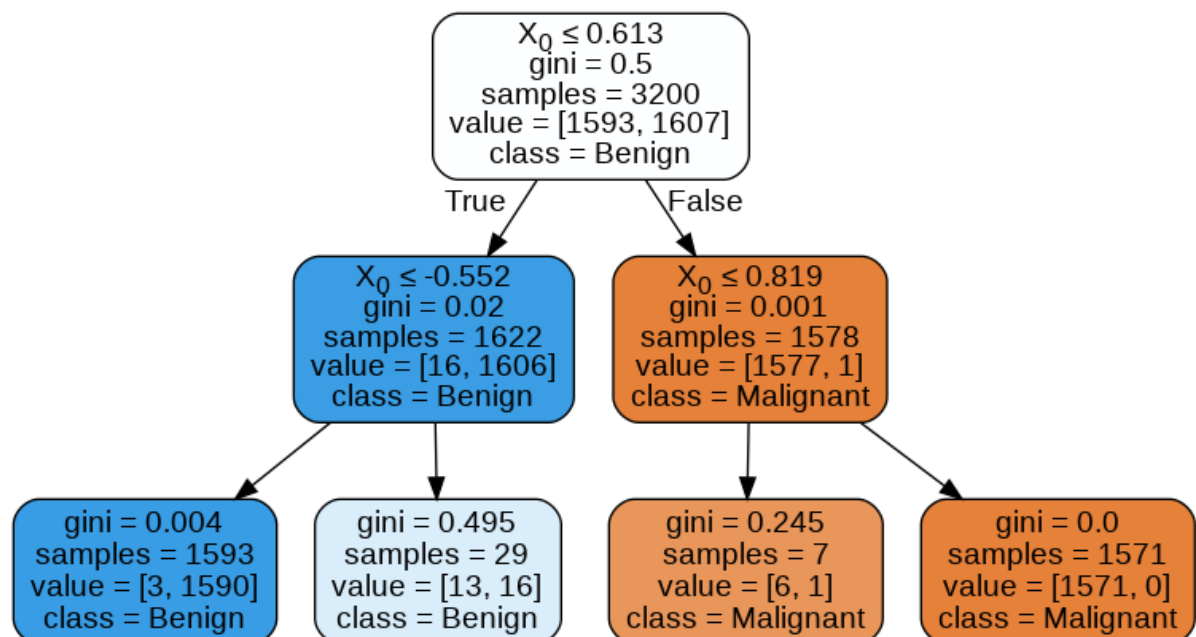 X₀ ≤ 0.613
gini = 0.5
samples = 3200
value = [1593, 1607]
class = Benign
True
False
X₀ ≤ -0.552
gini = 0.02
samples = 1622
value = [16, 1606]
class = Benign
X₀ ≤ 0.819
gini = 0.001
samples = 1578
value = [1577, 1]
class = Malignant
gini = 0.004
samples = 1593
value = [3, 1590]
class = Benign
gini = 0.495
samples = 29
value = [13, 16]
class = Benign
gini = 0.245
samples = 7
value = [6, 1]
class = Malignant
gini = 0.0
samples = 1571
value = [1571, 0]
class = Malignant